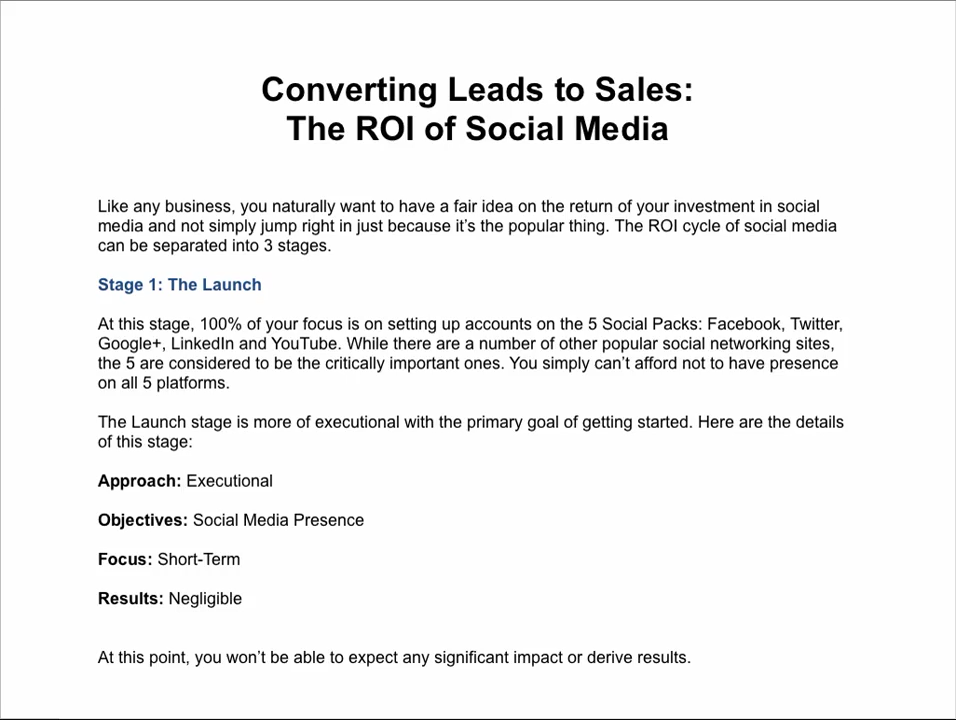 Converting Leads to Sales:
The ROI of Social Media
Like any business, you naturally want to have a fair idea on the return of your investment in social
media and not simply jump right in just because it’s the popular thing. The ROI cycle of social media
can be separated into 3 stages.
Stage 1: The Launch
At this stage, 100% of your focus is on setting up accounts on the 5 Social Packs: Facebook, Twitter,
Google+, LinkedIn and YouTube. While there are a number of other popular social networking sites,
the 5 are considered to be the critically important ones. You simply can’t afford not to have presence
on all 5 platforms.
The Launch stage is more of executional with the primary goal of getting started. Here are the details
of this stage:
Approach: Executional
Objectives: Social Media Presence
Focus: Short-Term
Results: Negligible
At this point, you won’t be able to expect any significant impact or derive results.